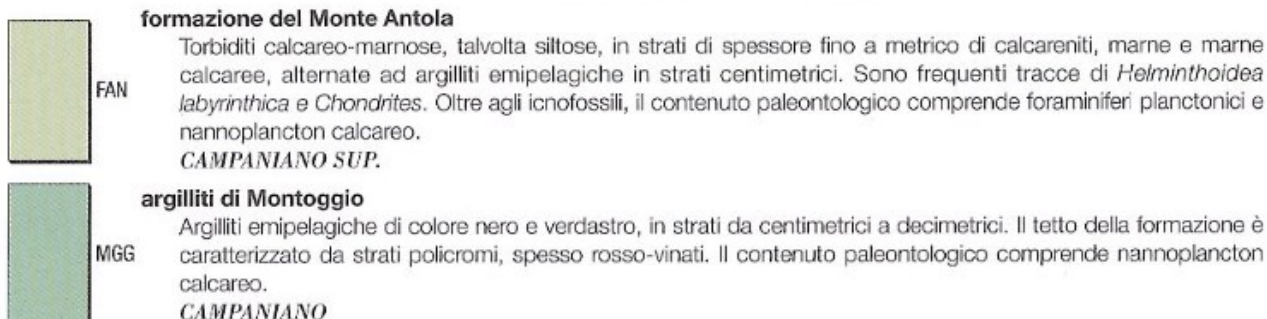 formazione del Monte Antola
Torbiditi calcareo-marnose, talvolta siltose, in strati di spessore fino a metrico di calcareniti, marne e marne
FAN
calcaree, alternate ad argilliti emipelagiche in strati centimetrici. Sono frequenti tracce di Helminthoidea
labyrinthica e Chondrites. Oltre agli icnofossili, il contenuto paleontologico comprende foraminiferi planctonici e
nannoplancton calcareo.
CAMPANIANO SUP.
argilliti di Montoggio
Argilliti emipelagiche di colore nero e verdastro, in strati da centimetrici a decimetrici. Il tetto della formazione è
MGG
caratterizzato da strati policromi, spesso rosso-vinati. Il contenuto paleontologico comprende nannoplancton
calcareo.
CAMPANIANO